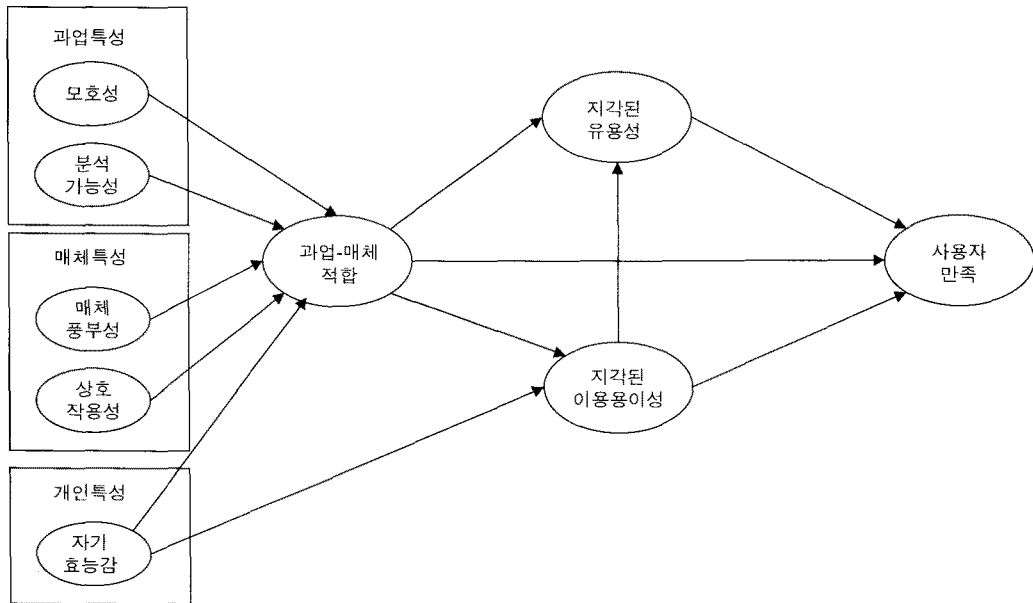 과업특성
모호성
분석
가능성
매체특성
매체
풍부성
상호
작용성
개인특성
자기
효능감
과업-매체
적합
지각된
유용성
지각된
이용용이성
사용자
만족